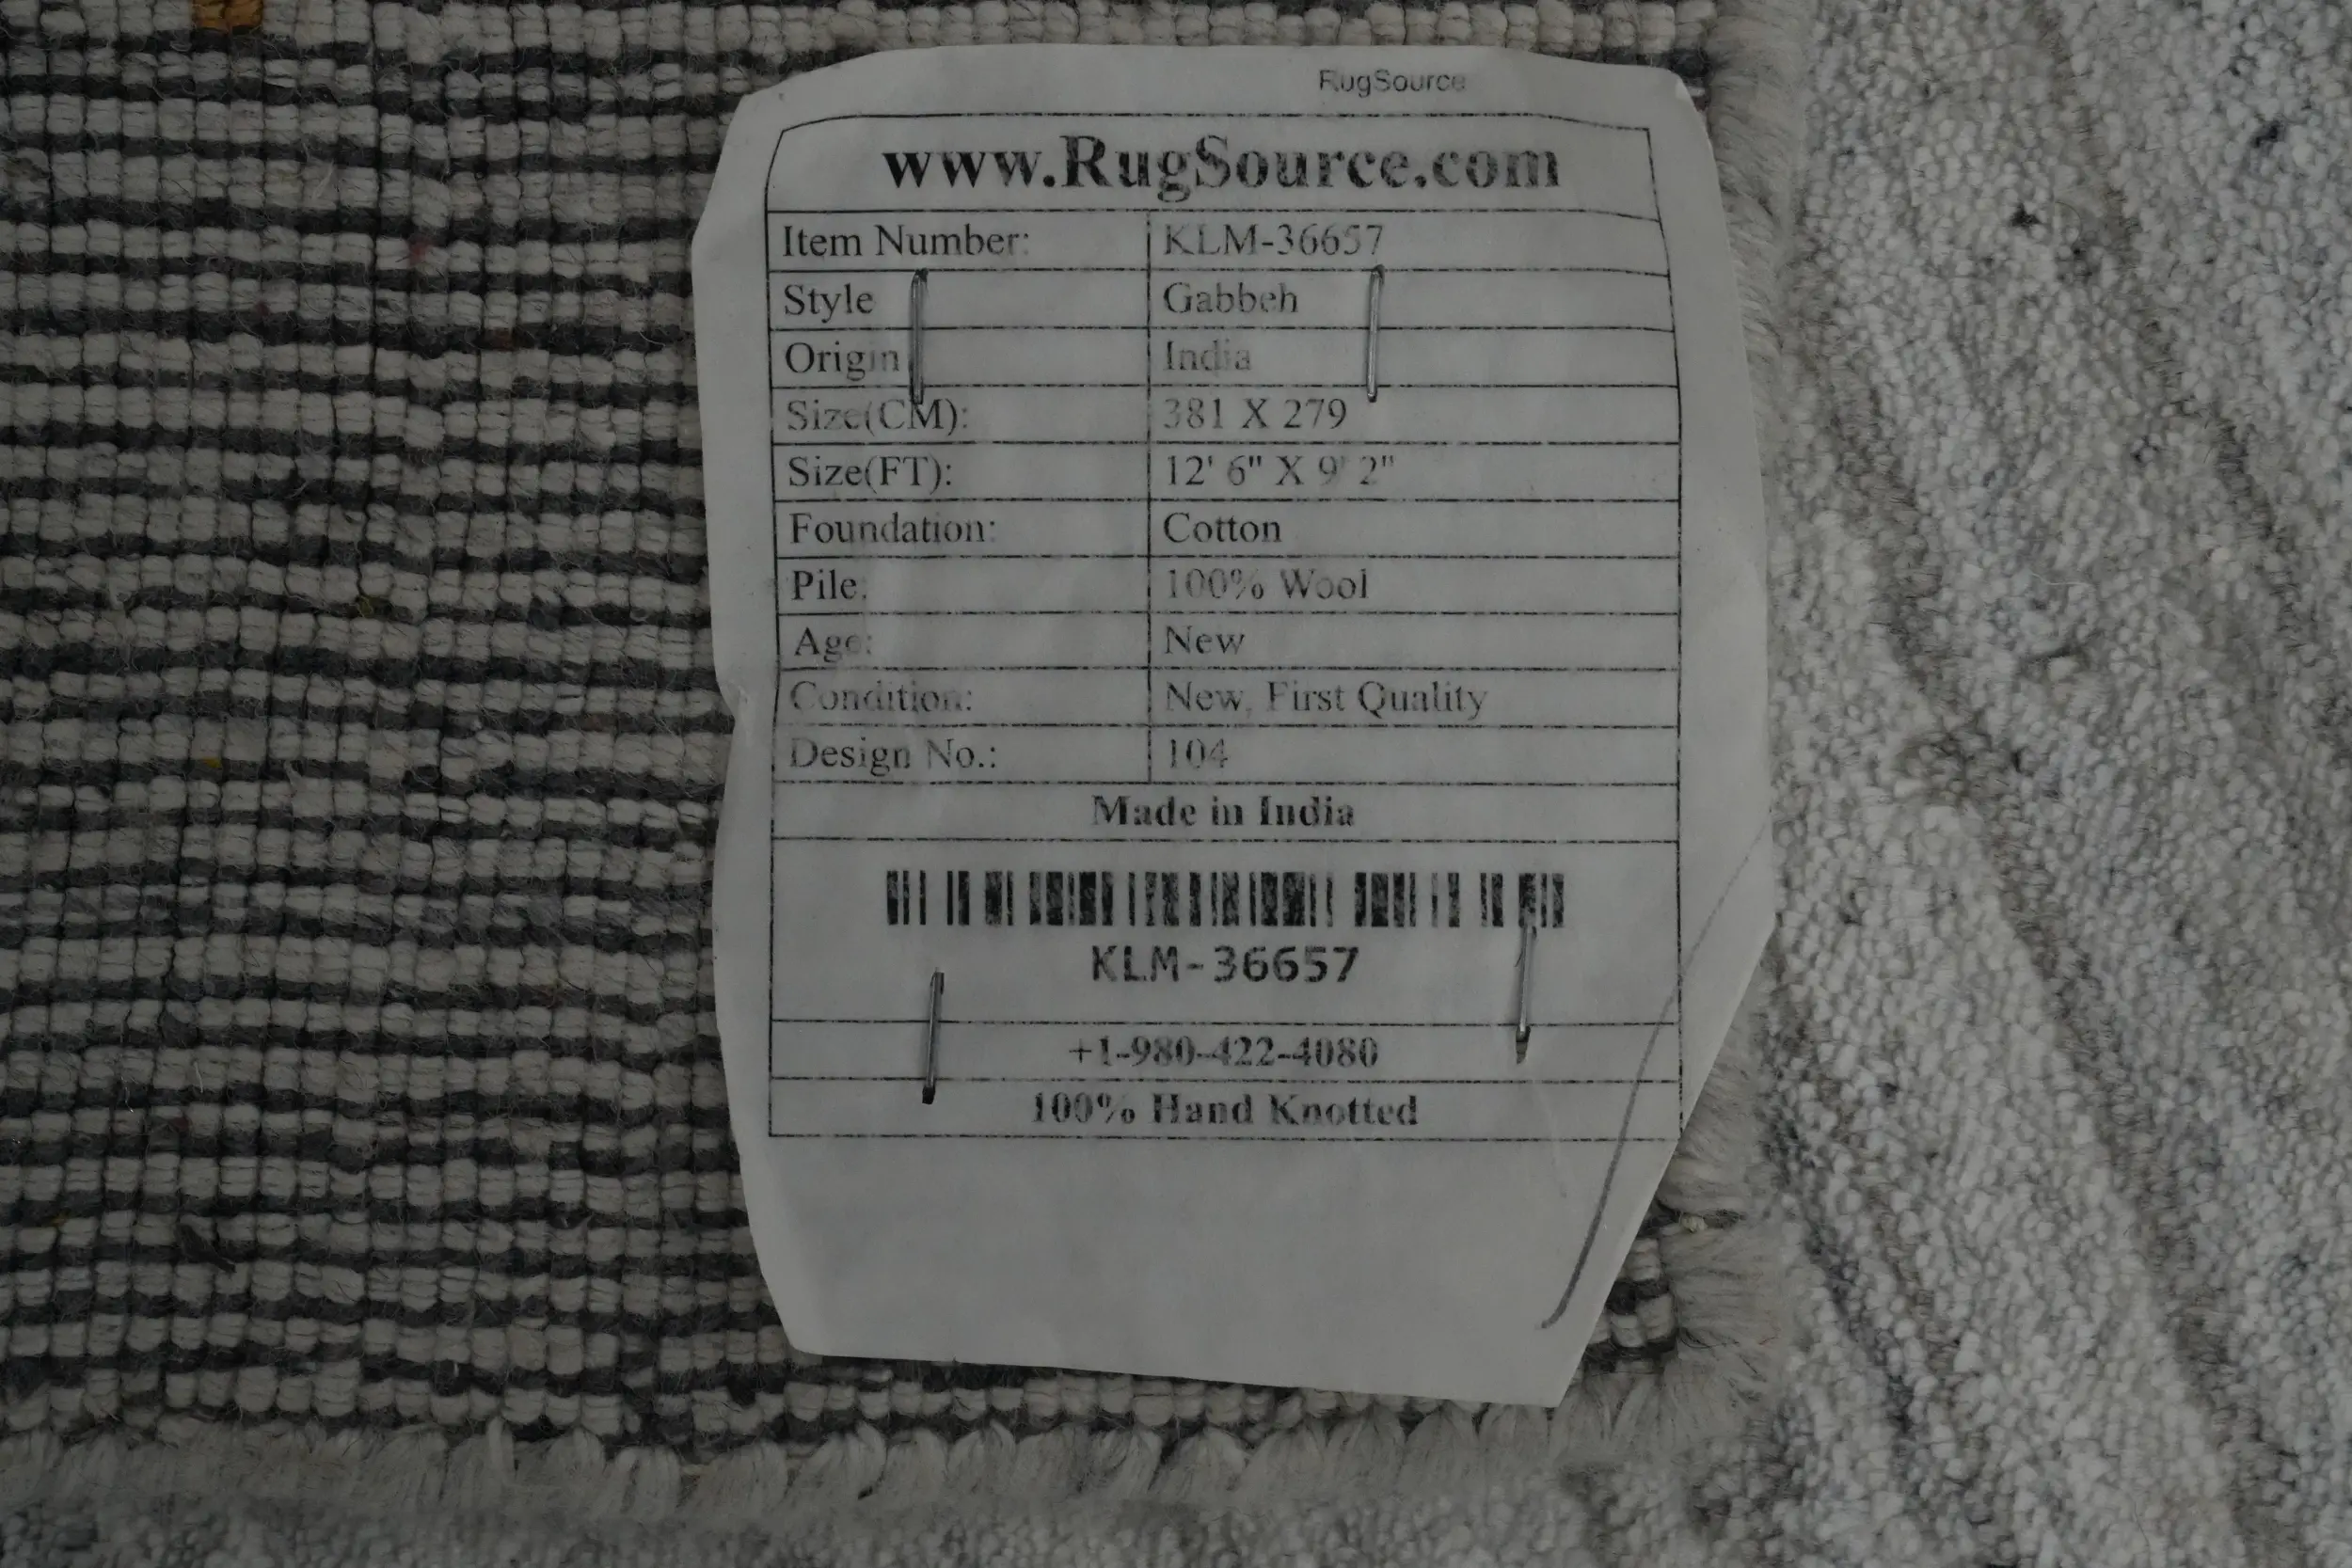 RugSource
www.RugSource.com
Item Number: KLM-36657
Style Gabbeh
Origin India
Size(CM): 381 X 279
Size(FT): 12' 6" X 9' 2"
Foundation: Cotton
Pile: 100% Wool
Age: New
Condition: New, First Quality
Design No.: 104
Made in India
KLM-36657
+1-980-422-4080
100% Hand Knotted